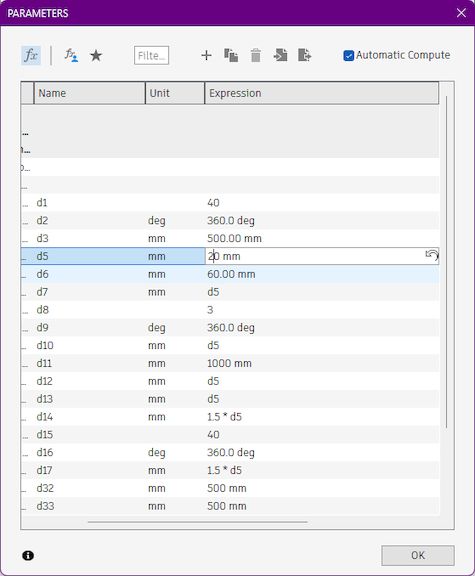 PARAMETERS
fx Filte... Automatic Compute
Name Unit Expression
...
n...
o...
...
... d1 40
... d2 deg 360.0 deg
... d3 mm 500.00 mm
... d5 mm 20 mm
... d6 mm 60.00 mm
... d7 mm d5
... d8 3
... d9 deg 360.0 deg
... d10 mm d5
... d11 mm 1000 mm
... d12 mm d5
... d13 mm d5
... d14 mm 1.5 * d5
... d15 40
... d16 deg 360.0 deg
... d17 mm 1.5 * d5
... d32 mm 500 mm
... d33 mm 500 mm
OK